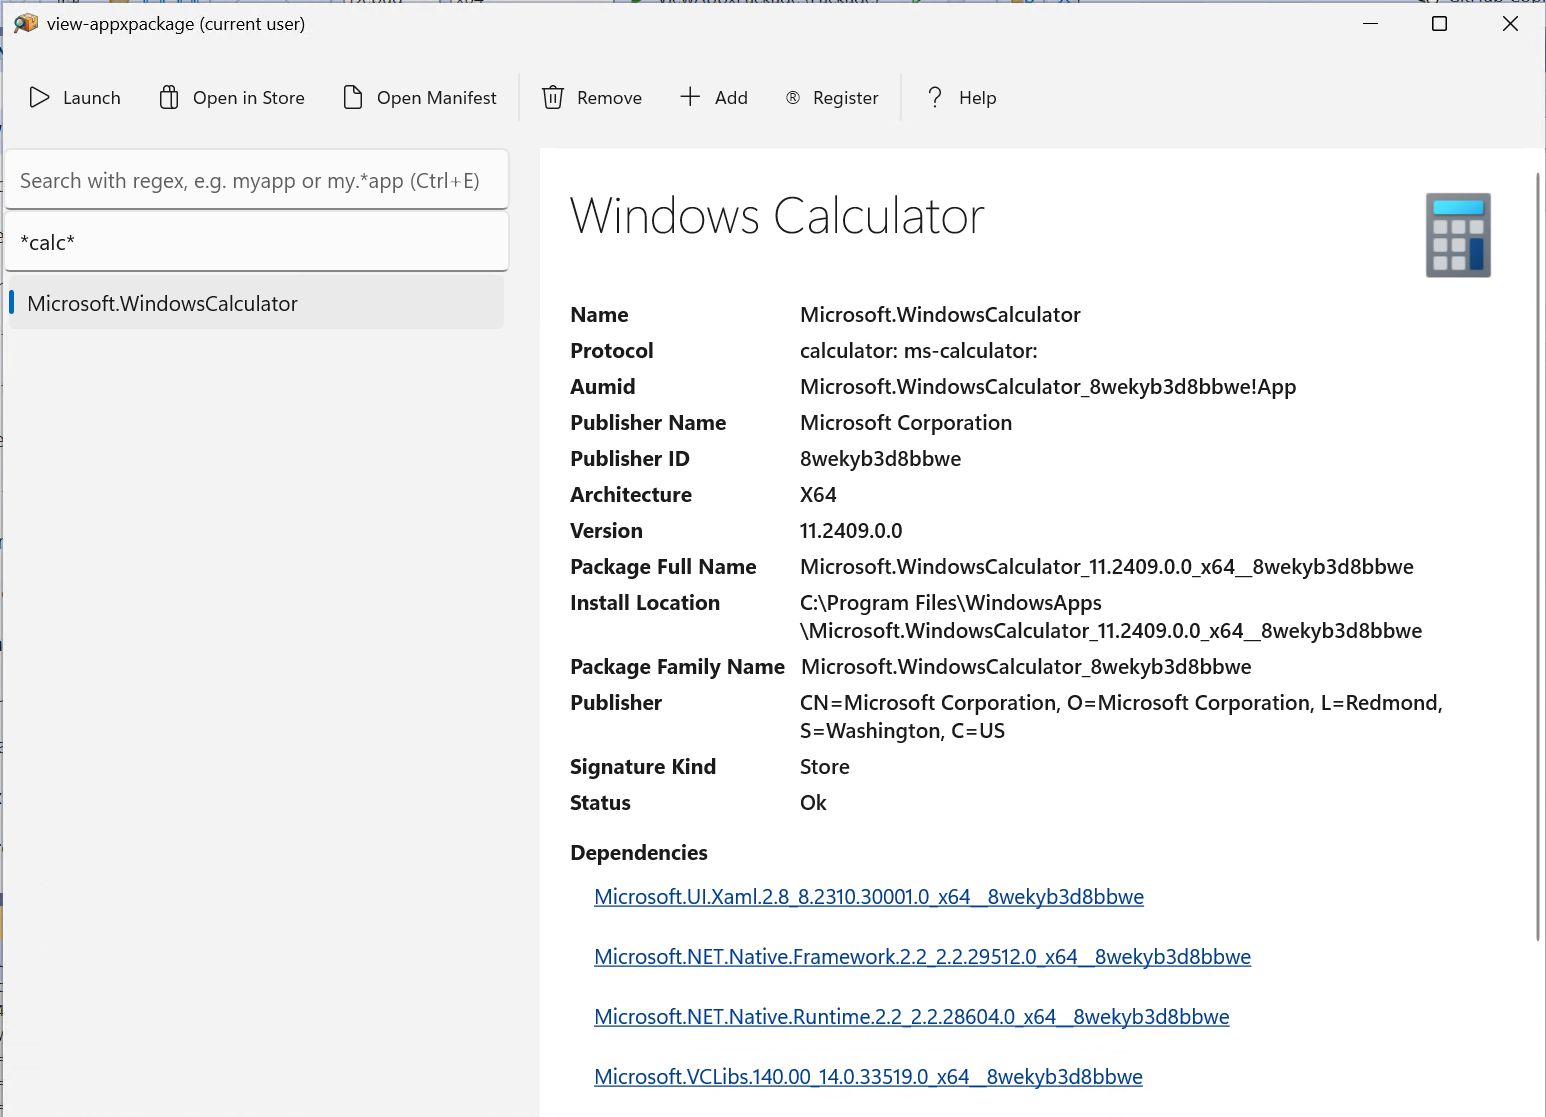 view-appxpackage (current user)
Launch Open in Store Open Manifest Remove Add ® Register ? Help
Search with regex, e.g. myapp or my.*app (Ctrl+E)
*calc*
Microsoft.WindowsCalculator
Windows Calculator
Name Microsoft.WindowsCalculator
Protocol calculator: ms-calculator:
Aumid Microsoft.WindowsCalculator_8wekyb3d8bbwe!App
Publisher Name Microsoft Corporation
Publisher ID 8wekyb3d8bbwe
Architecture X64
Version 11.2409.0.0
Package Full Name Microsoft.WindowsCalculator_11.2409.0.0_x64__8wekyb3d8bbwe
Install Location C:\Program Files\WindowsApps
\Microsoft.WindowsCalculator_11.2409.0.0_x64__8wekyb3d8bbwe
Package Family Name Microsoft.WindowsCalculator_8wekyb3d8bbwe
Publisher CN=Microsoft Corporation, O=Microsoft Corporation, L=Redmond,
S=Washington, C=US
Signature Kind Store
Status Ok
Dependencies
Microsoft.UI.Xaml.2.8_8.2310.30001.0_x64__8wekyb3d8bbwe
Microsoft.NET.Native.Framework.2.2_2.2.29512.0_x64__8wekyb3d8bbwe
Microsoft.NET.Native.Runtime.2.2_2.2.28604.0_x64__8wekyb3d8bbwe
Microsoft.VCLibs.140.00_14.0.33519.0_x64__8wekyb3d8bbwe